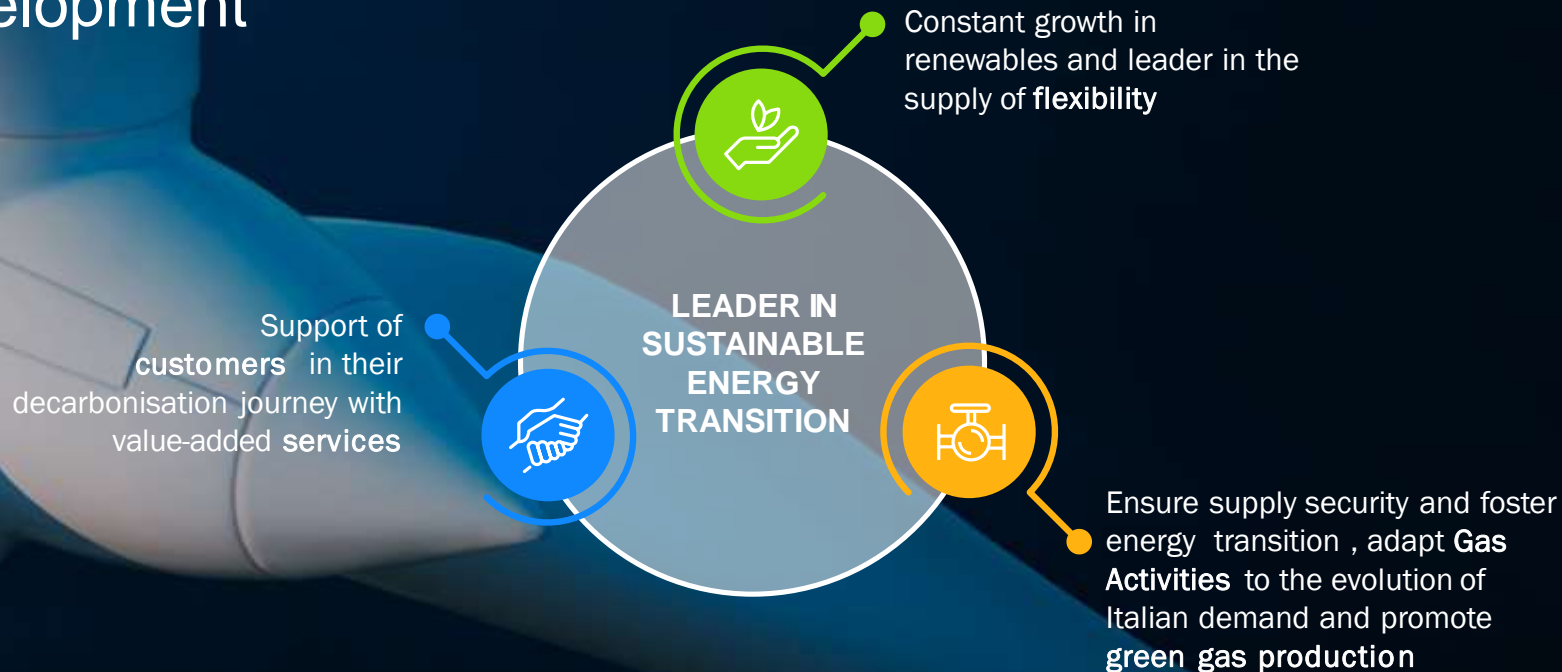 elopment
Constant growth in
renewables and leader in the
supply of flexibility
LEADER IN
SUSTAINABLE
ENERGY
TRANSITION
Support of
customers in their
decarbonisation journey with
value-added services
Ensure supply security and foster
energy transition , adapt Gas
Activities to the evolution of
Italian demand and promote
green gas production